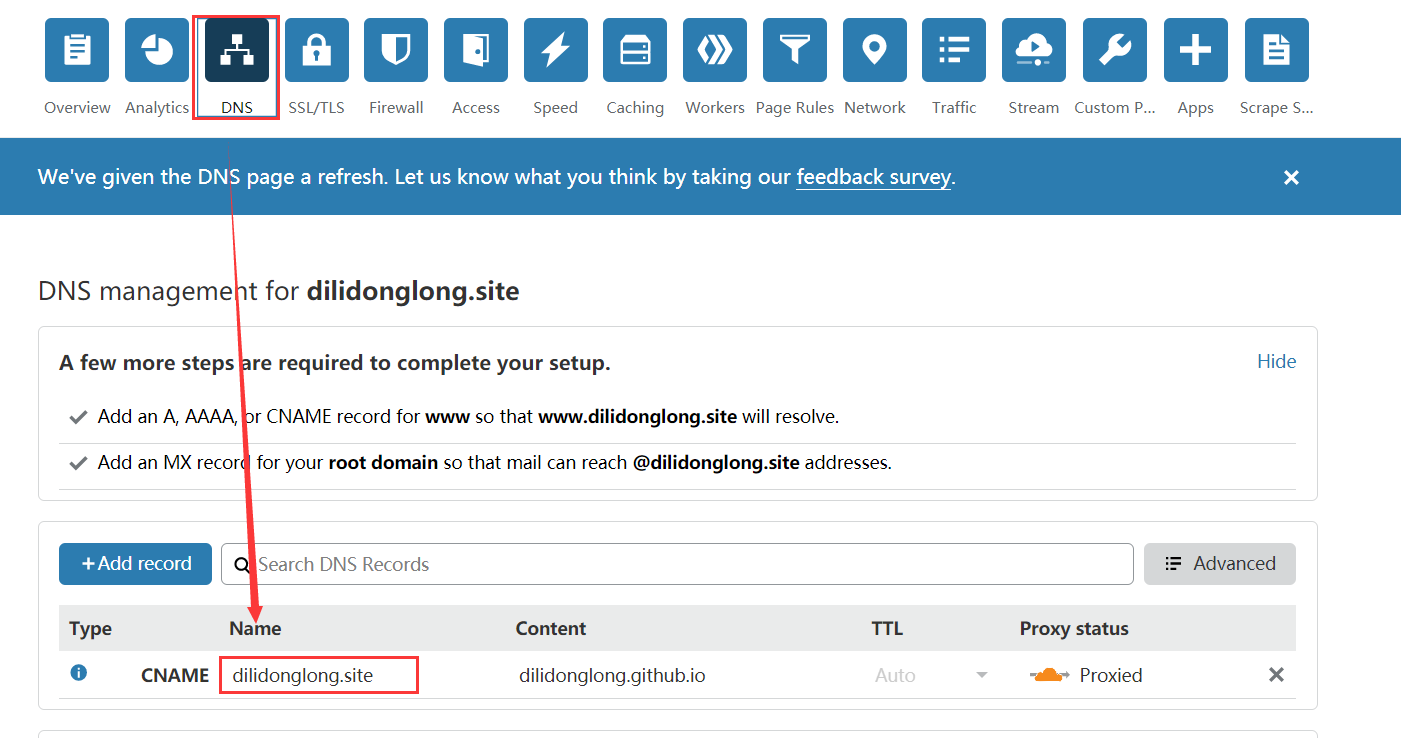 Overview Analytics DNS SSL/TLS Firewall Access Speed Caching Workers Page Rules Network Traffic Stream Custom P... Apps Scrape S...
We've given the DNS page a refresh. Let us know what you think by taking our feedback survey.
DNS management for dilidonglong.site
A few more steps are required to complete your setup. Hide
Add an A, AAAA, or CNAME record for www so that www.dilidonglong.site will resolve.
Add an MX record for your root domain so that mail can reach @dilidonglong.site addresses.
+Add record Search DNS Records Advanced
Type Name Content TTL Proxy status
CNAME dilidonglong.site dilidonglong.github.io Auto Proxied